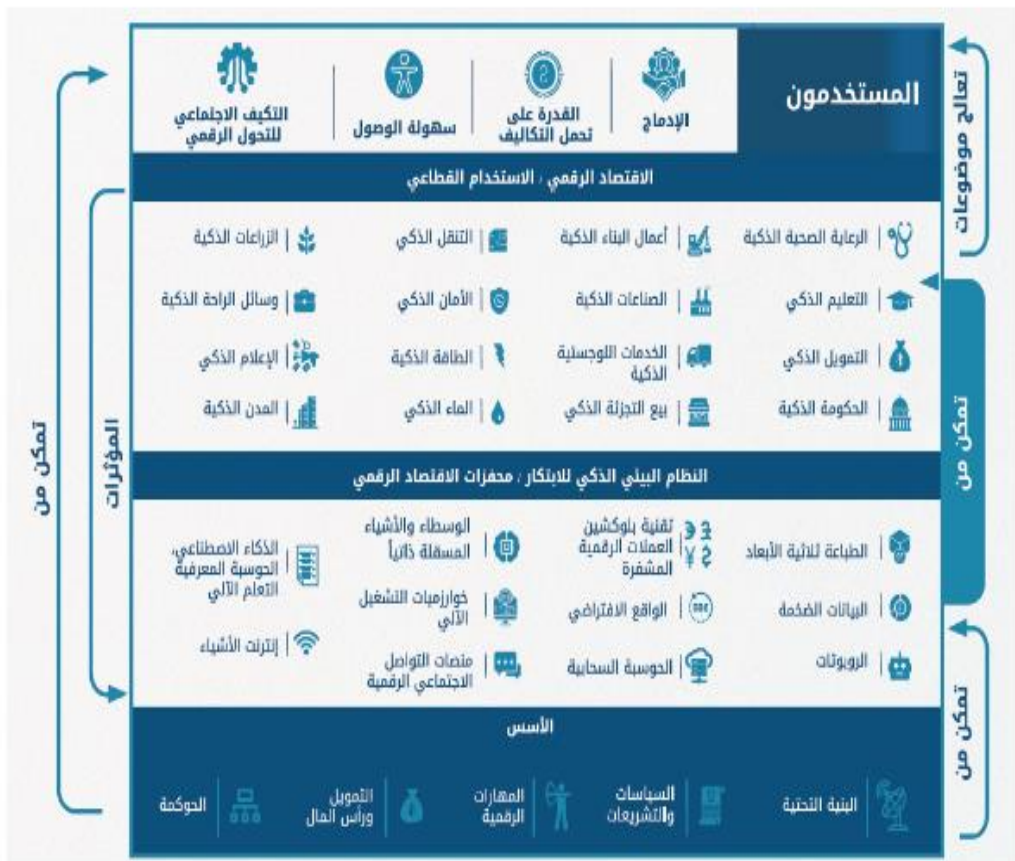 المستخدمون
الإدماج
القدرة على
تحمل التكاليف
سهولة الوصول
التكيف الاجتماعي
للتحول الرقمي
الاقتصاد الرقمي / الاستخدام القطاعي
الرعاية الصحية الذكية
أعمال البناء الذكية
التنقل الذكي
الزراعات الذكية
التعليم الذكي
الصناعات الذكية
الأمان الذكي
وسائل الراحة الذكية
التمويل الذكي
الخدمات اللوجستية
الذكية
الطاقة الذكية
الإعلام الذكي
الحكومة الذكية
بيع التجزئة الذكي
الماء الذكي
المدن الذكية
النظام البيئي الذكي للابتكار / محفزات الاقتصاد الرقمي
الطباعة ثلاثية الأبعاد
تقنية بلوكشين
العملات الرقمية
المشفرة
الوسطاء والأشياء
المسقلة ذاتياً
الذكاء الاصطناعي،
الحوسبة المعرفية
التعلم الآلي
البيانات الضخمة
الواقع الافتراضي
خوارزميات التشغيل
الآلي
إنترنت الأشياء
الروبوتات
الحوسبة السحابية
منصات التواصل
الاجتماعي الرقمية
الأسس
البنية التحتية
السياسات
والتشريعات
المهارات
الرقمية
التمويل
ورأس المال
الحوكمة
تعالج موضوعات
تمكن من
تمكن من
المؤثرات
تمكن من